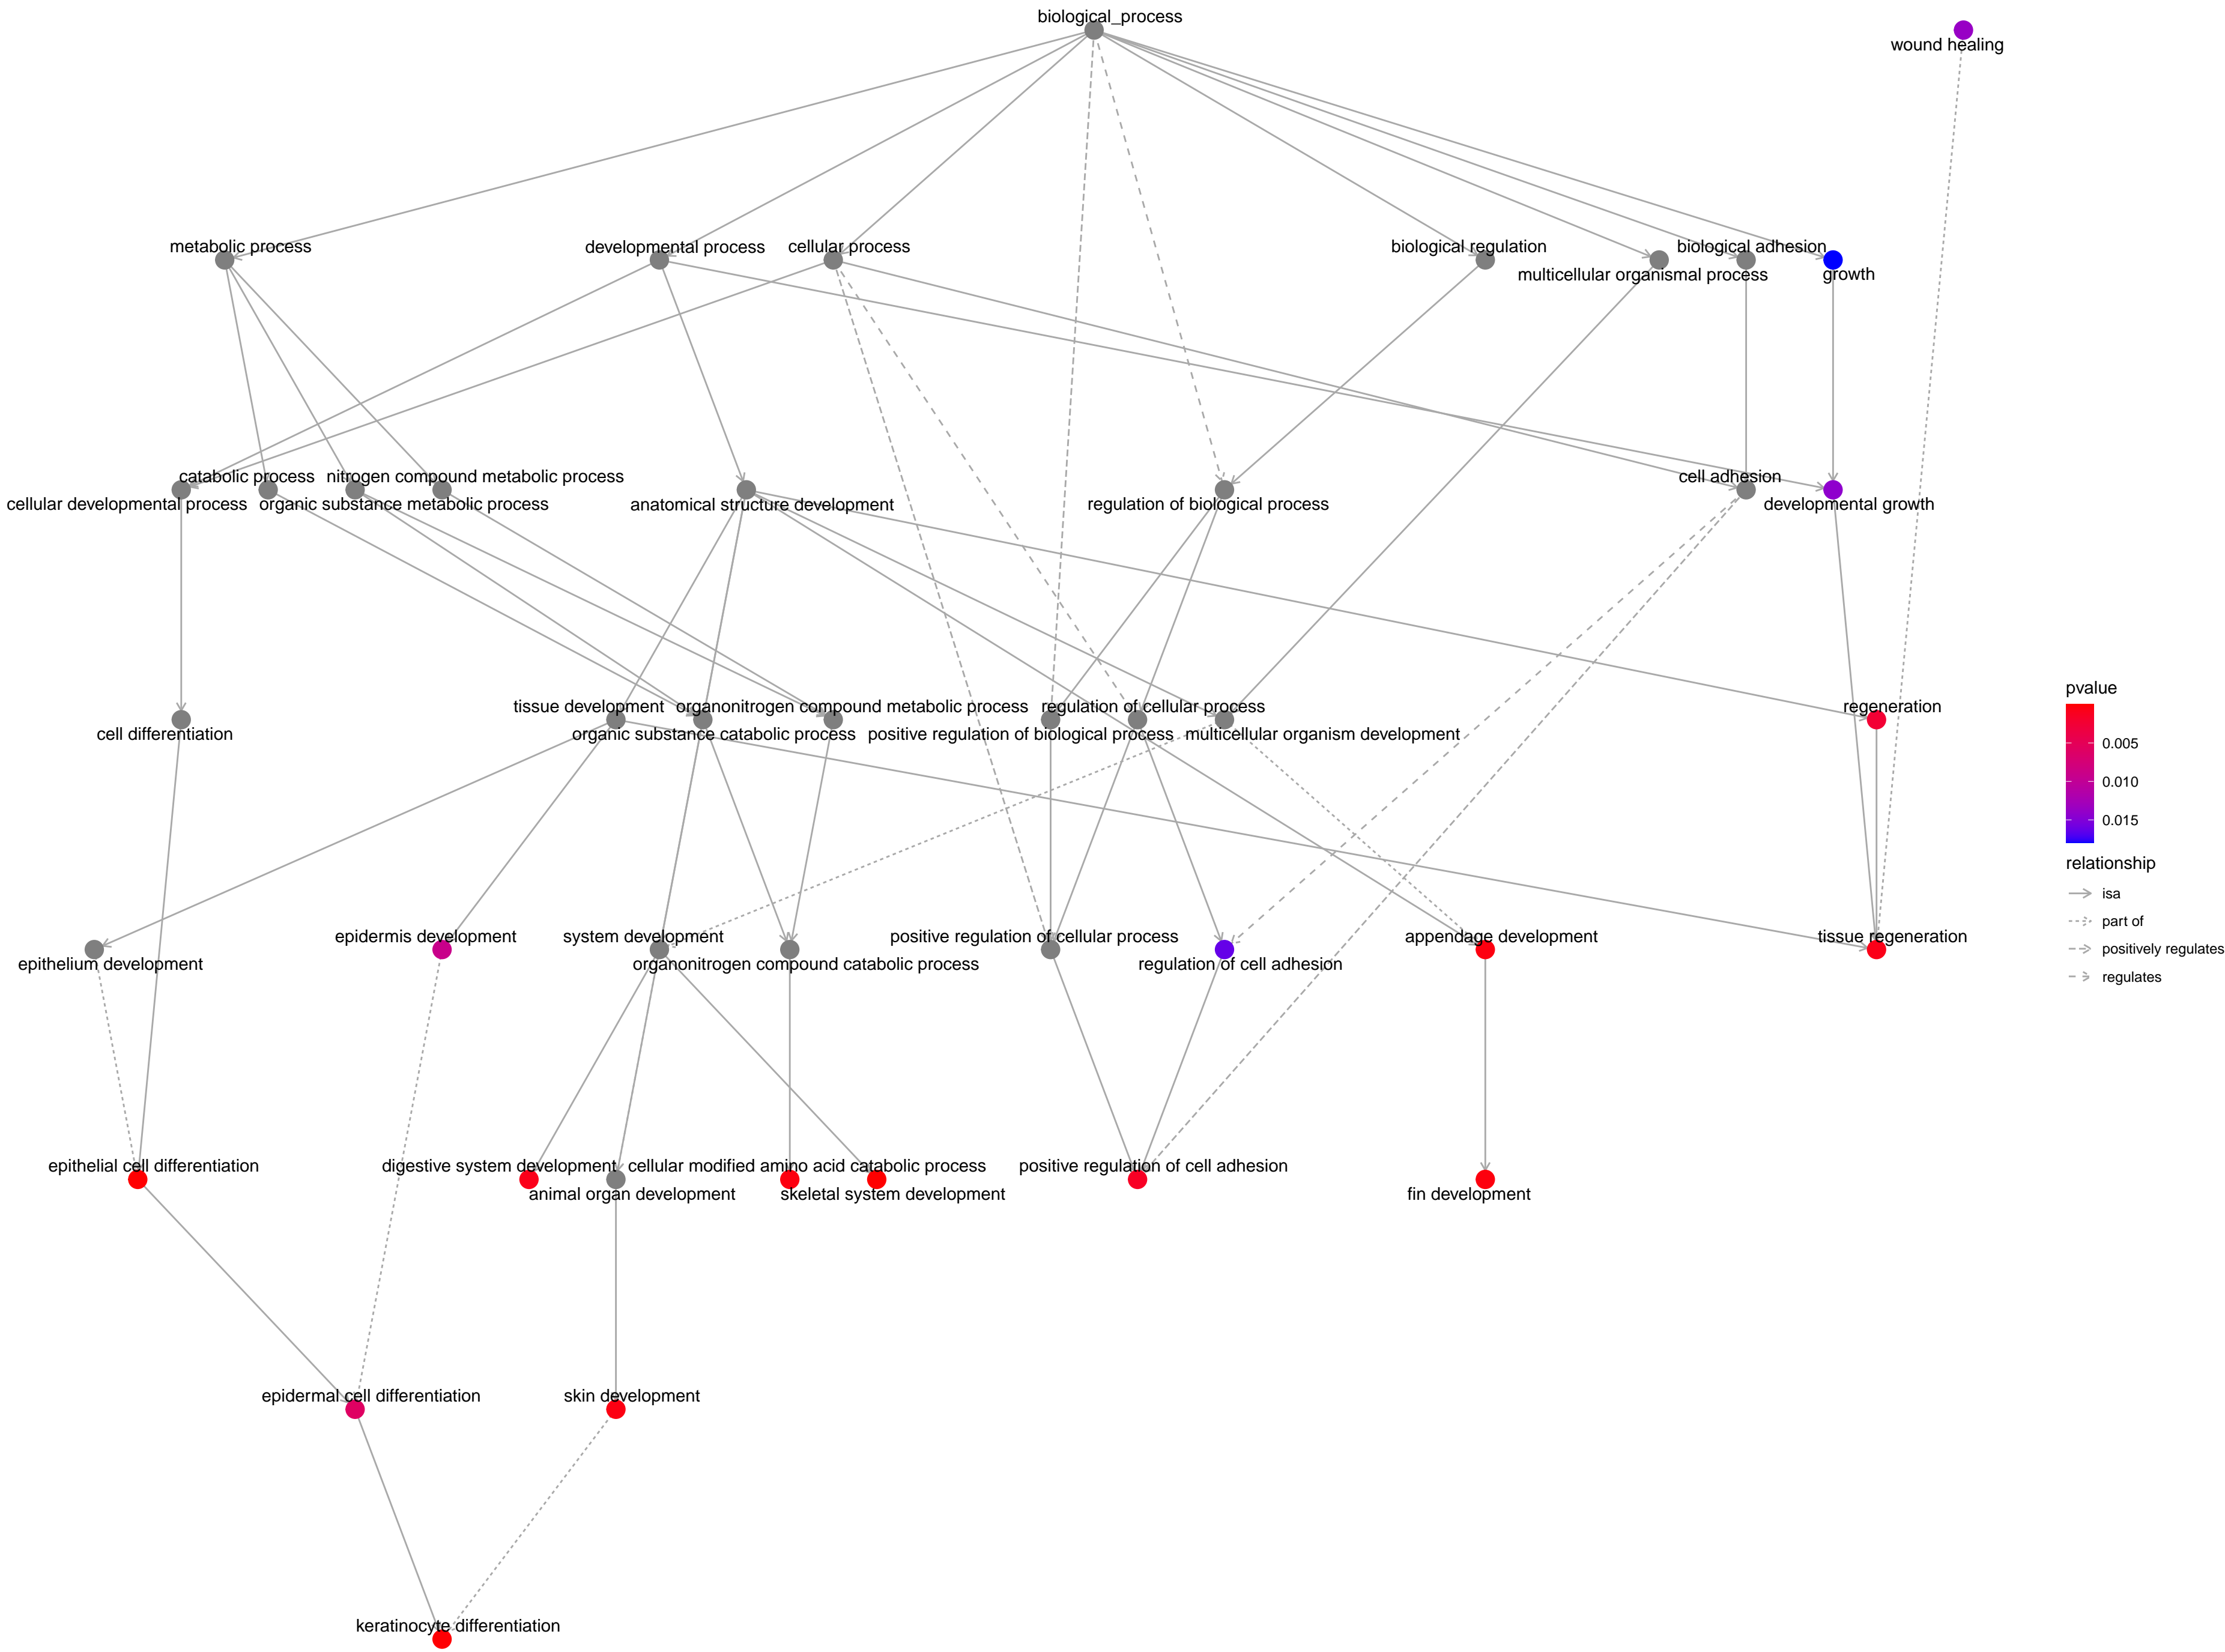 biological_process
wound healing
metabolic process
developmental process
cellular process
biological regulation
biological adhesion
multicellular organismal process
growth
catabolic process
nitrogen compound metabolic process
cell adhesion
cellular developmental process
organic substance metabolic process
anatomical structure development
regulation of biological process
developmental growth
tissue development
organonitrogen compound metabolic process
regulation of cellular process
regeneration
cell differentiation
organic substance catabolic process
positive regulation of biological process
multicellular organism development
epidermis development
system development
positive regulation of cellular process
appendage development
tissue regeneration
epithelium development
organonitrogen compound catabolic process
regulation of cell adhesion
epithelial cell differentiation
digestive system development
cellular modified amino acid catabolic process
positive regulation of cell adhesion
animal organ development
skeletal system development
fin development
epidermal cell differentiation
skin development
keratinocyte differentiation
pvalue
0.005
0.010
0.015
relationship
isa
part of
positively regulates
regulates